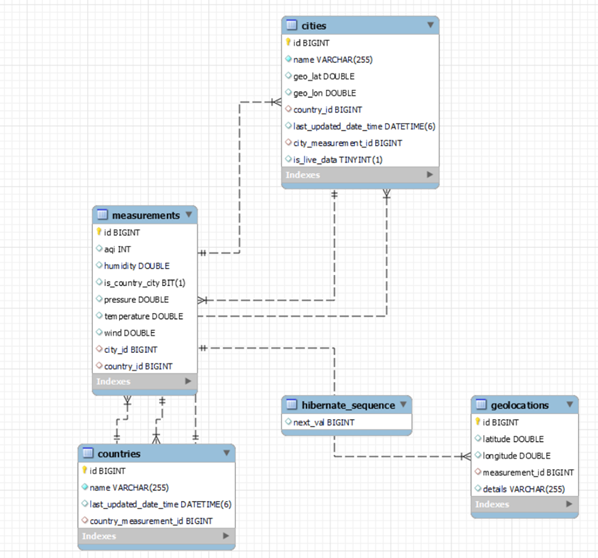 cities
id BIGINT
name VARCHAR(255)
geo_lat DOUBLE
geo_lon DOUBLE
country_id BIGINT
last_updated_date_time DATETIME(6)
city_measurement_id BIGINT
is_live_data TINYINT(1)
Indexes
measurements
id BIGINT
aqi INT
humidity DOUBLE
is_country_city BIT(1)
pressure DOUBLE
temperature DOUBLE
wind DOUBLE
city_id BIGINT
country_id BIGINT
Indexes
hibernate_sequence
next_val BIGINT
geolocations
id BIGINT
latitude DOUBLE
longitude DOUBLE
measurement_id BIGINT
details VARCHAR(255)
Indexes
countries
id BIGINT
name VARCHAR(255)
last_updated_date_time DATETIME(6)
country_measurement_id BIGINT
Indexes